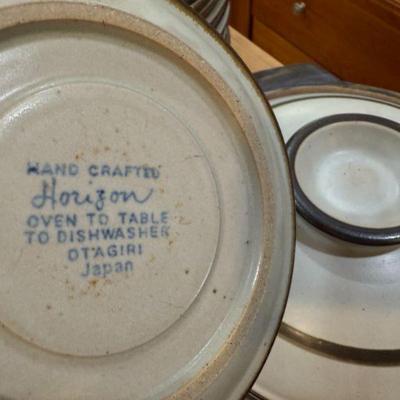 HAND CRAFTED
Horizon
OVEN TO TABLE
TO DISHWASHER
OTAGIRI
Japan